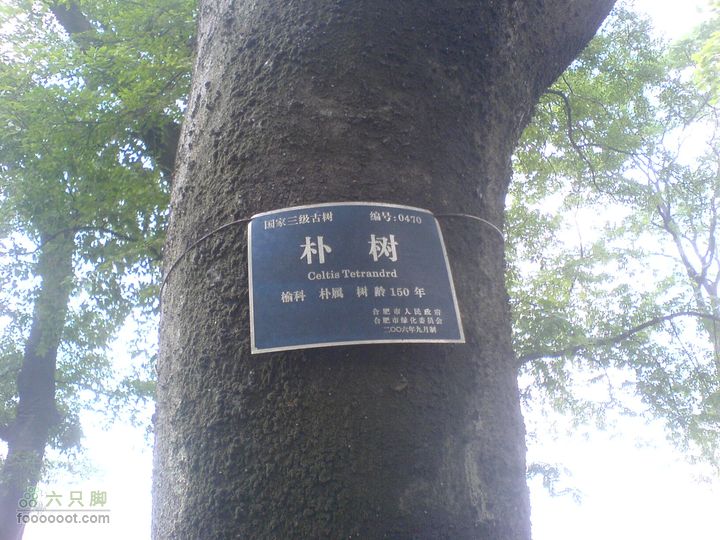 国家三级古树 编号:0470
朴树
Celtis Tetrandrd
榆科 朴属 树龄150年
合肥市人民政府
合肥市绿化委员会
二〇〇六年九月制
六只脚
foooooot.com